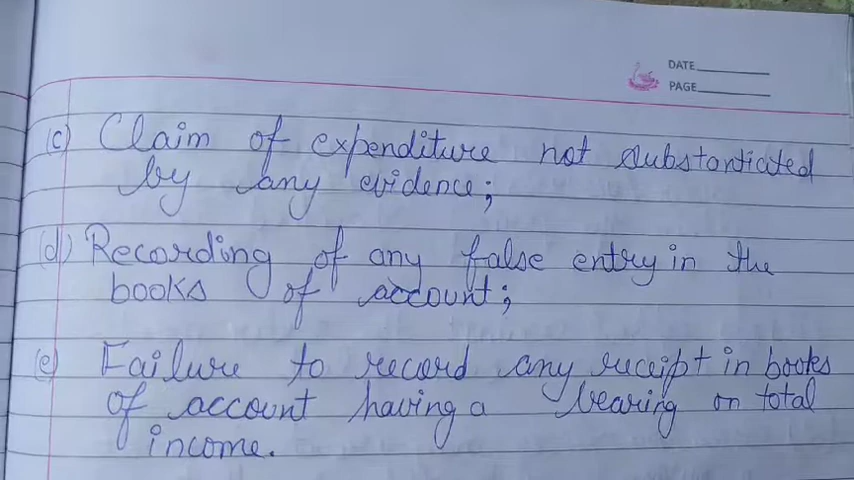 DATE
PAGE
(c) Claim of expenditure not substantiated
by any evidence;
(d) Recording of any false entry in the
books of account;
(e) Failure to record any receipt in books
of account having a bearing on total
income.